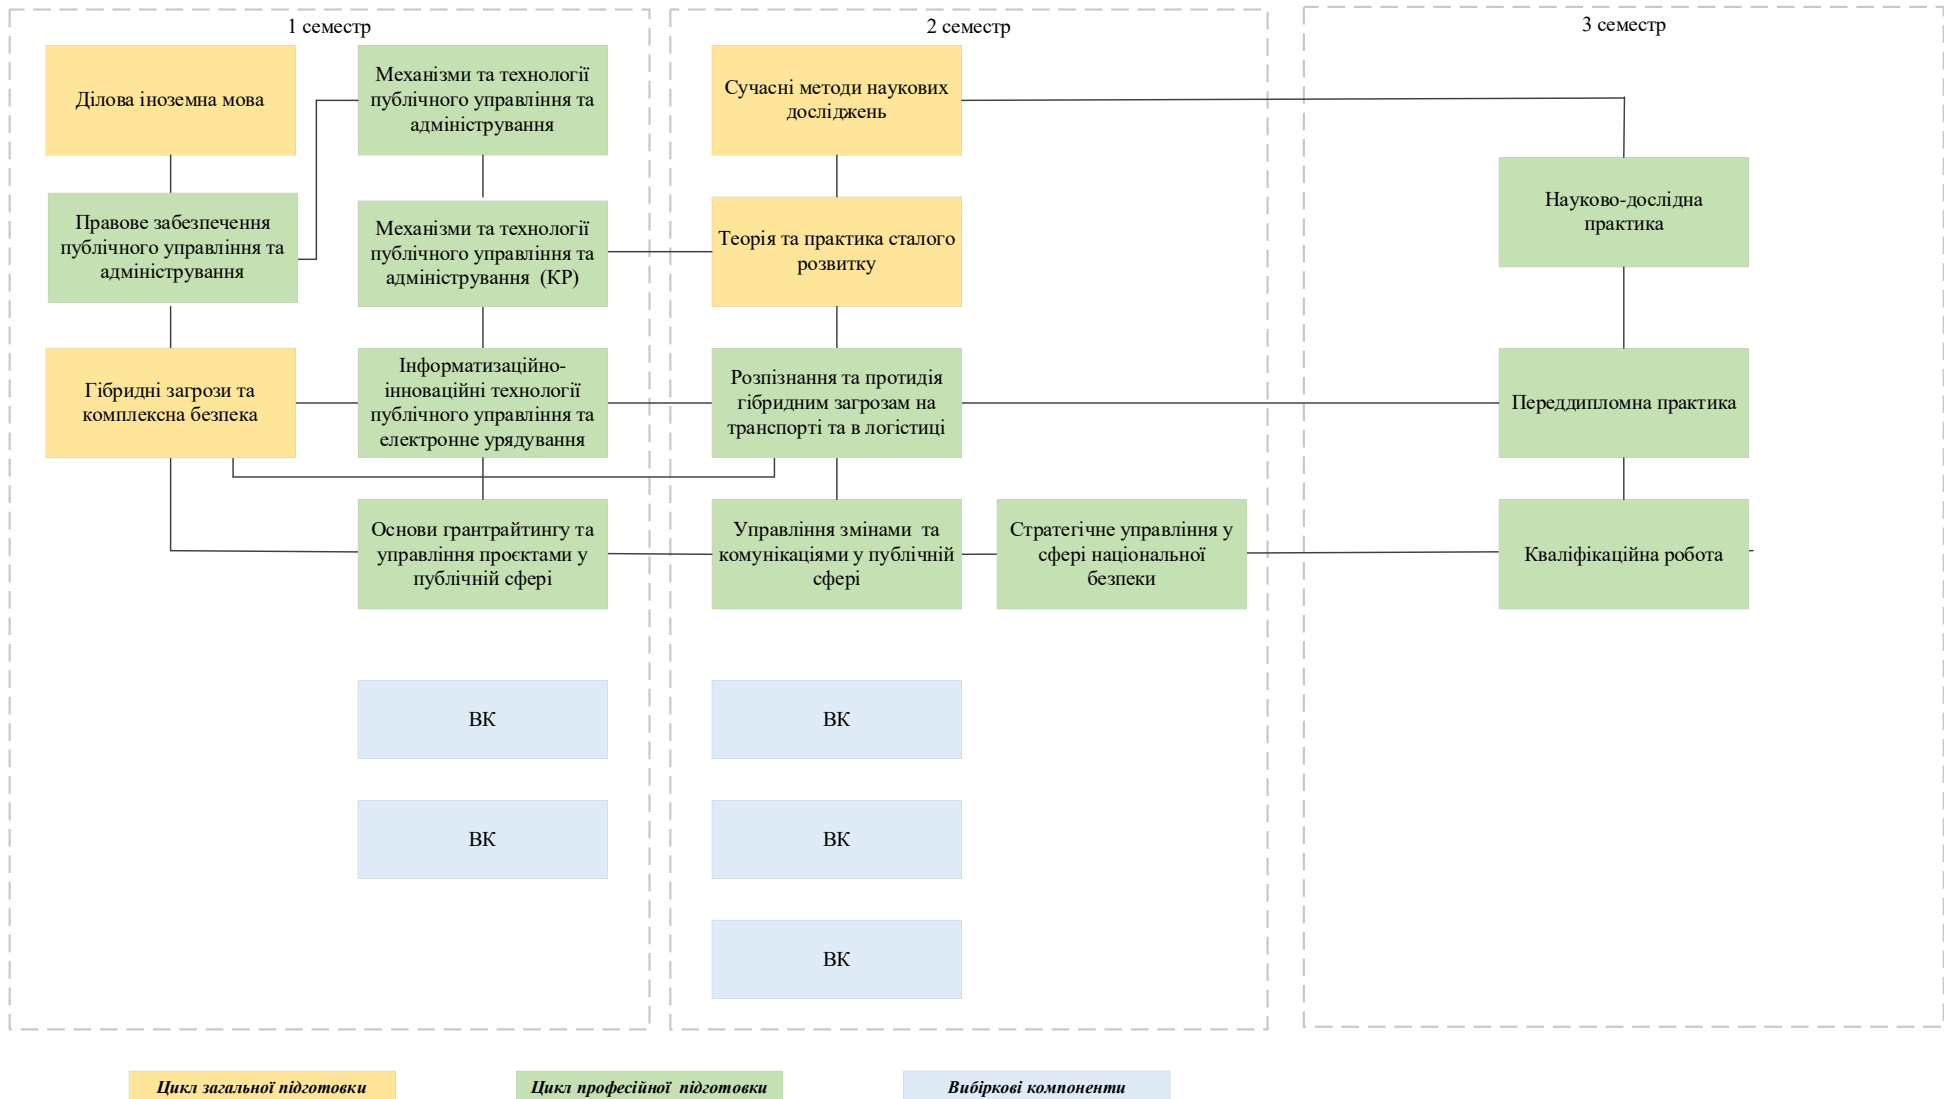 1 семестр
Ділова іноземна мова
Правове забезпечення
публічного управління та
адміністрування
Гібридні загрози та
комплексна безпека
Механізми та технології
публічного управління та
адміністрування
Механізми та технології
публічного управління та
адміністрування (КР)
Інформатизаційно-
інноваційні технології
публічного управління та
електронне урядування
Основи грантрайтингу та
управління проєктами у
публічній сфері
ВК
ВК
2 семестр
Сучасні методи наукових
досліджень
Теорія та практика сталого
розвитку
Розпізнання та протидія
гібридним загрозам на
транспорті та в логістиці
Управління змінами та
комунікаціями у публічній
сфері
Стратегічне управління у
сфері національної
безпеки
ВК
ВК
ВК
3 семестр
Науково-дослідна
практика
Переддипломна практика
Кваліфікаційна робота
Цикл загальної підготовки
Цикл професійної підготовки
Вибіркові компоненти